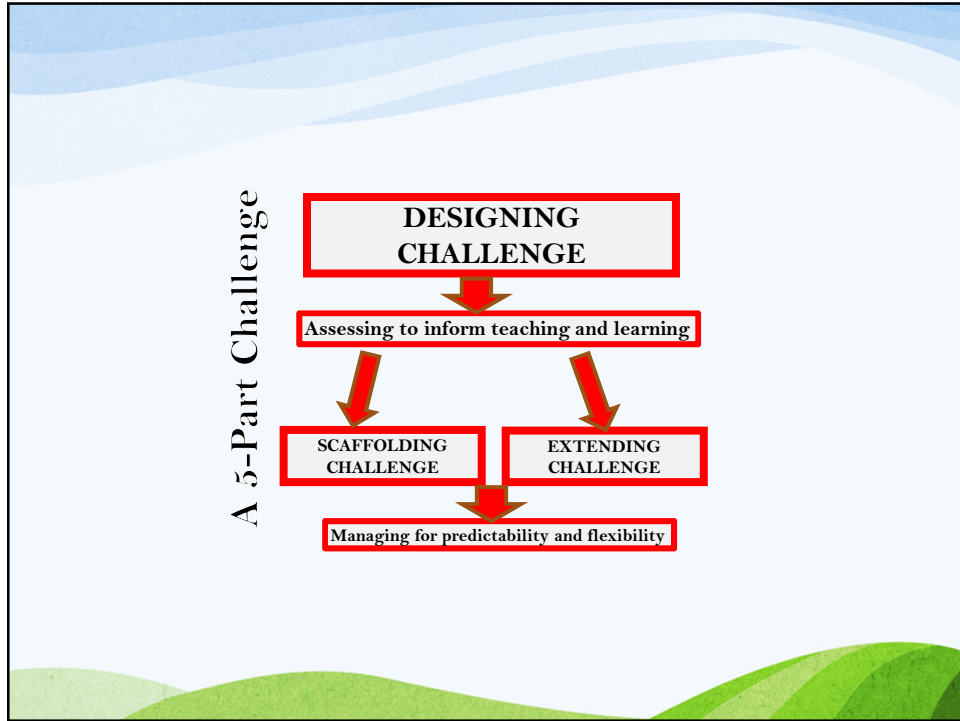 A 5-Part Challenge
DESIGNING
CHALLENGE
Assessing to inform teaching and learning
SCAFFOLDING
CHALLENGE
EXTENDING
CHALLENGE
Managing for predictability and flexibility